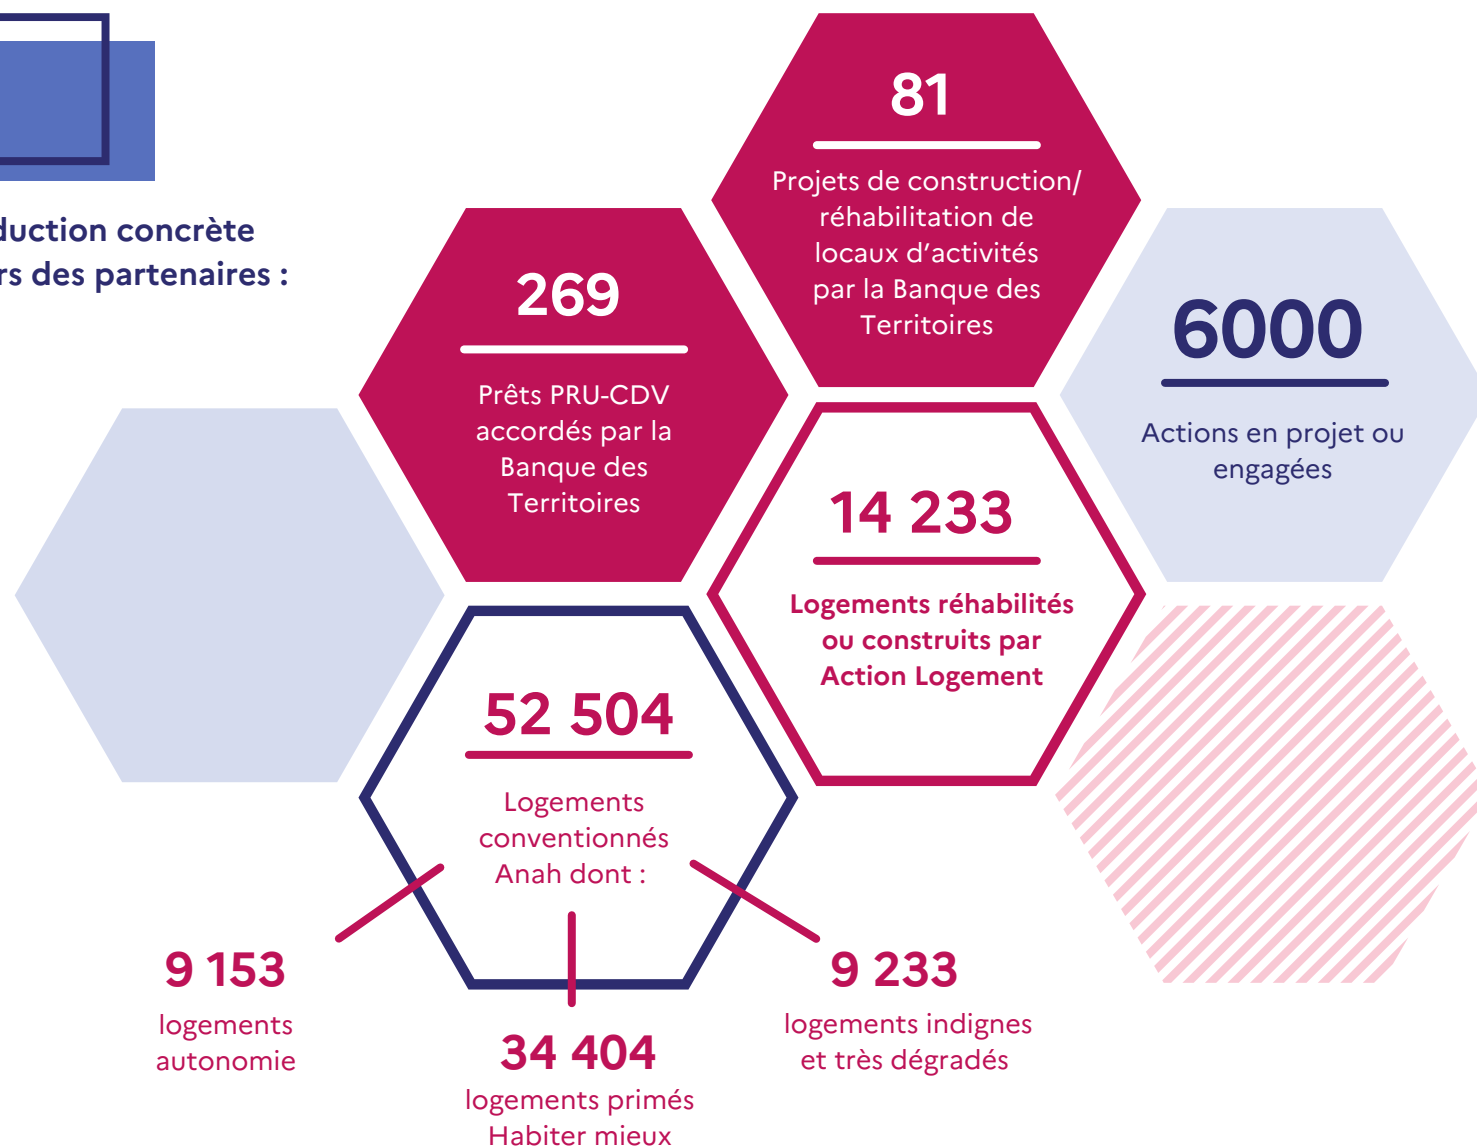 duction concrète
rs des partenaires :
81
Projets de construction/
réhabilitation de
locaux d'activités
par la Banque des
Territoires
269
Prêts PRU-CDV
accordés par la
Banque des
Territoires
6000
Actions en projet ou
engagées
14 233
Logements réhabilités
ou construits par
Action Logement
52 504
Logements
conventionnés
Anah dont :
9 153
logements
autonomie
34 404
logements primés
Habiter mieux
9 233
logements indignes
et très dégradés